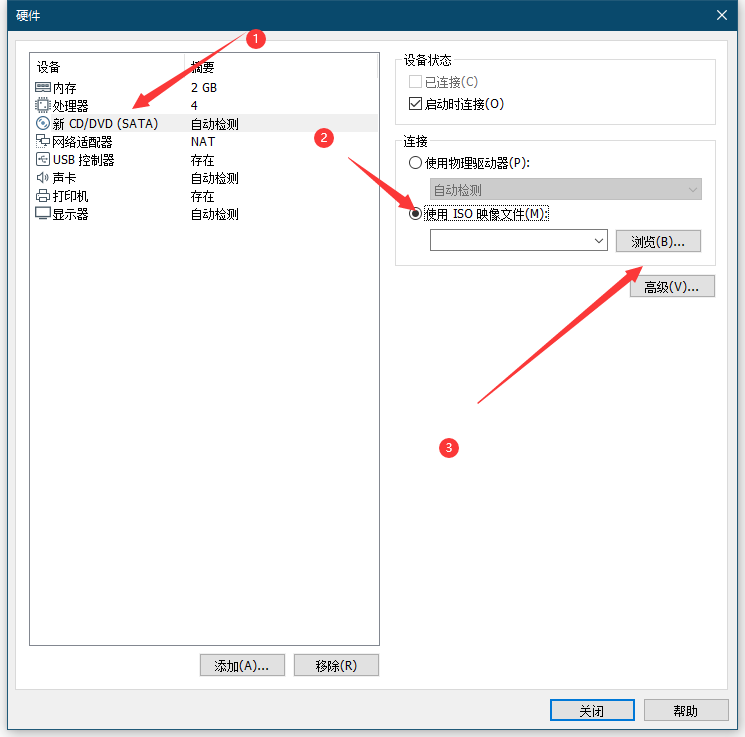 硬件
1
设备 摘要
内存 2 GB
处理器 4
新 CD/DVD (SATA) 自动检测
网络适配器 NAT
USB 控制器 存在
声卡 自动检测
打印机 存在
显示器 自动检测
设备状态
已连接(C)
启动时连接(O)
2
连接
使用物理驱动器(P):
自动检测
使用 ISO 映像文件(M):
浏览(B)...
高级(V)...
3
添加(A)... 移除(R)
关闭 帮助